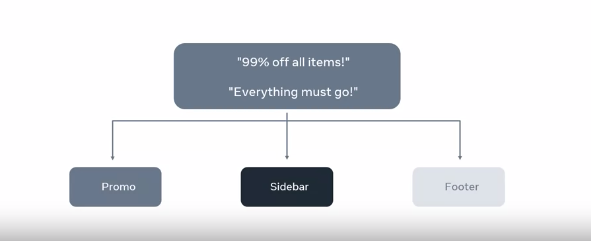 "99% off all items!"
"Everything must go!"
Promo
Sidebar
Footer